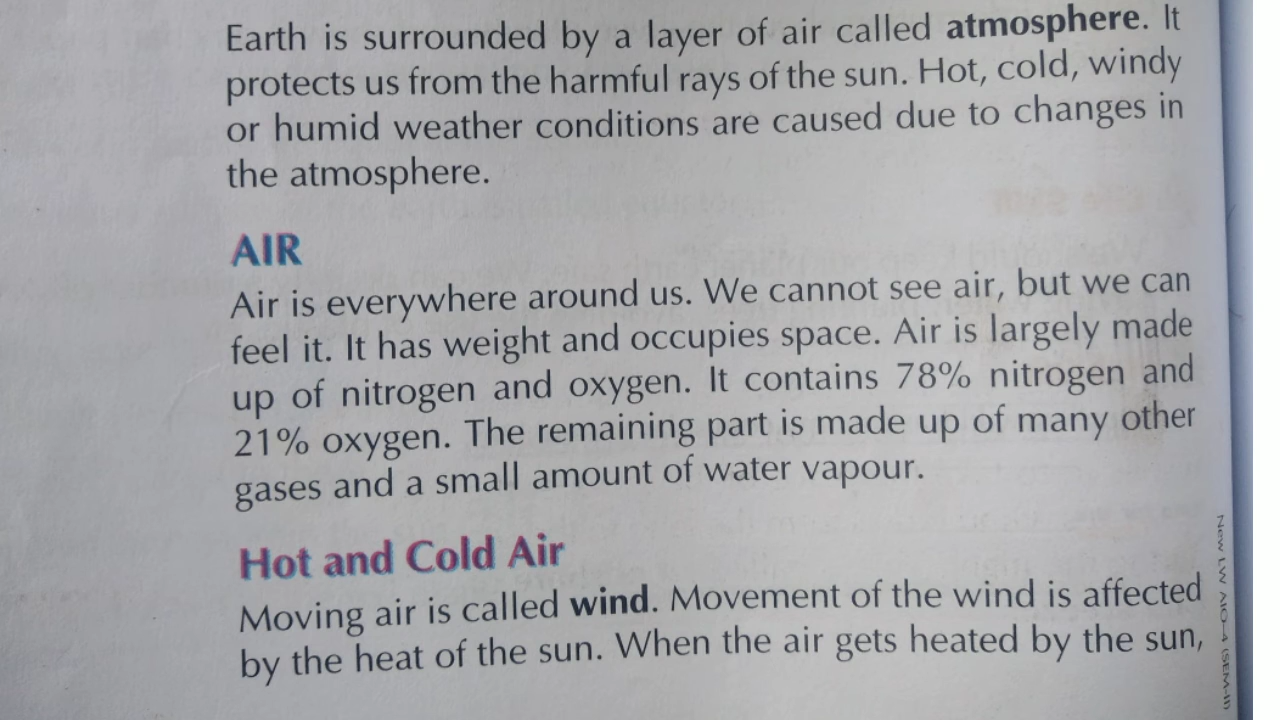 Earth is surrounded by a layer of air called atmosphere. It
protects us from the harmful rays of the sun. Hot, cold, windy
or humid weather conditions are caused due to changes in
the atmosphere.
AIR
Air is everywhere around us. We cannot see air, but we can
feel it. It has weight and occupies space. Air is largely made
up of nitrogen and oxygen. It contains 78% nitrogen and
21% oxygen. The remaining part is made up of many other
gases and a small amount of water vapour.
Hot and Cold Air
Moving air is called wind. Movement of the wind is affected
by the heat of the sun. When the air gets heated by the sun,
New LW AIO-4 (SEM-II)